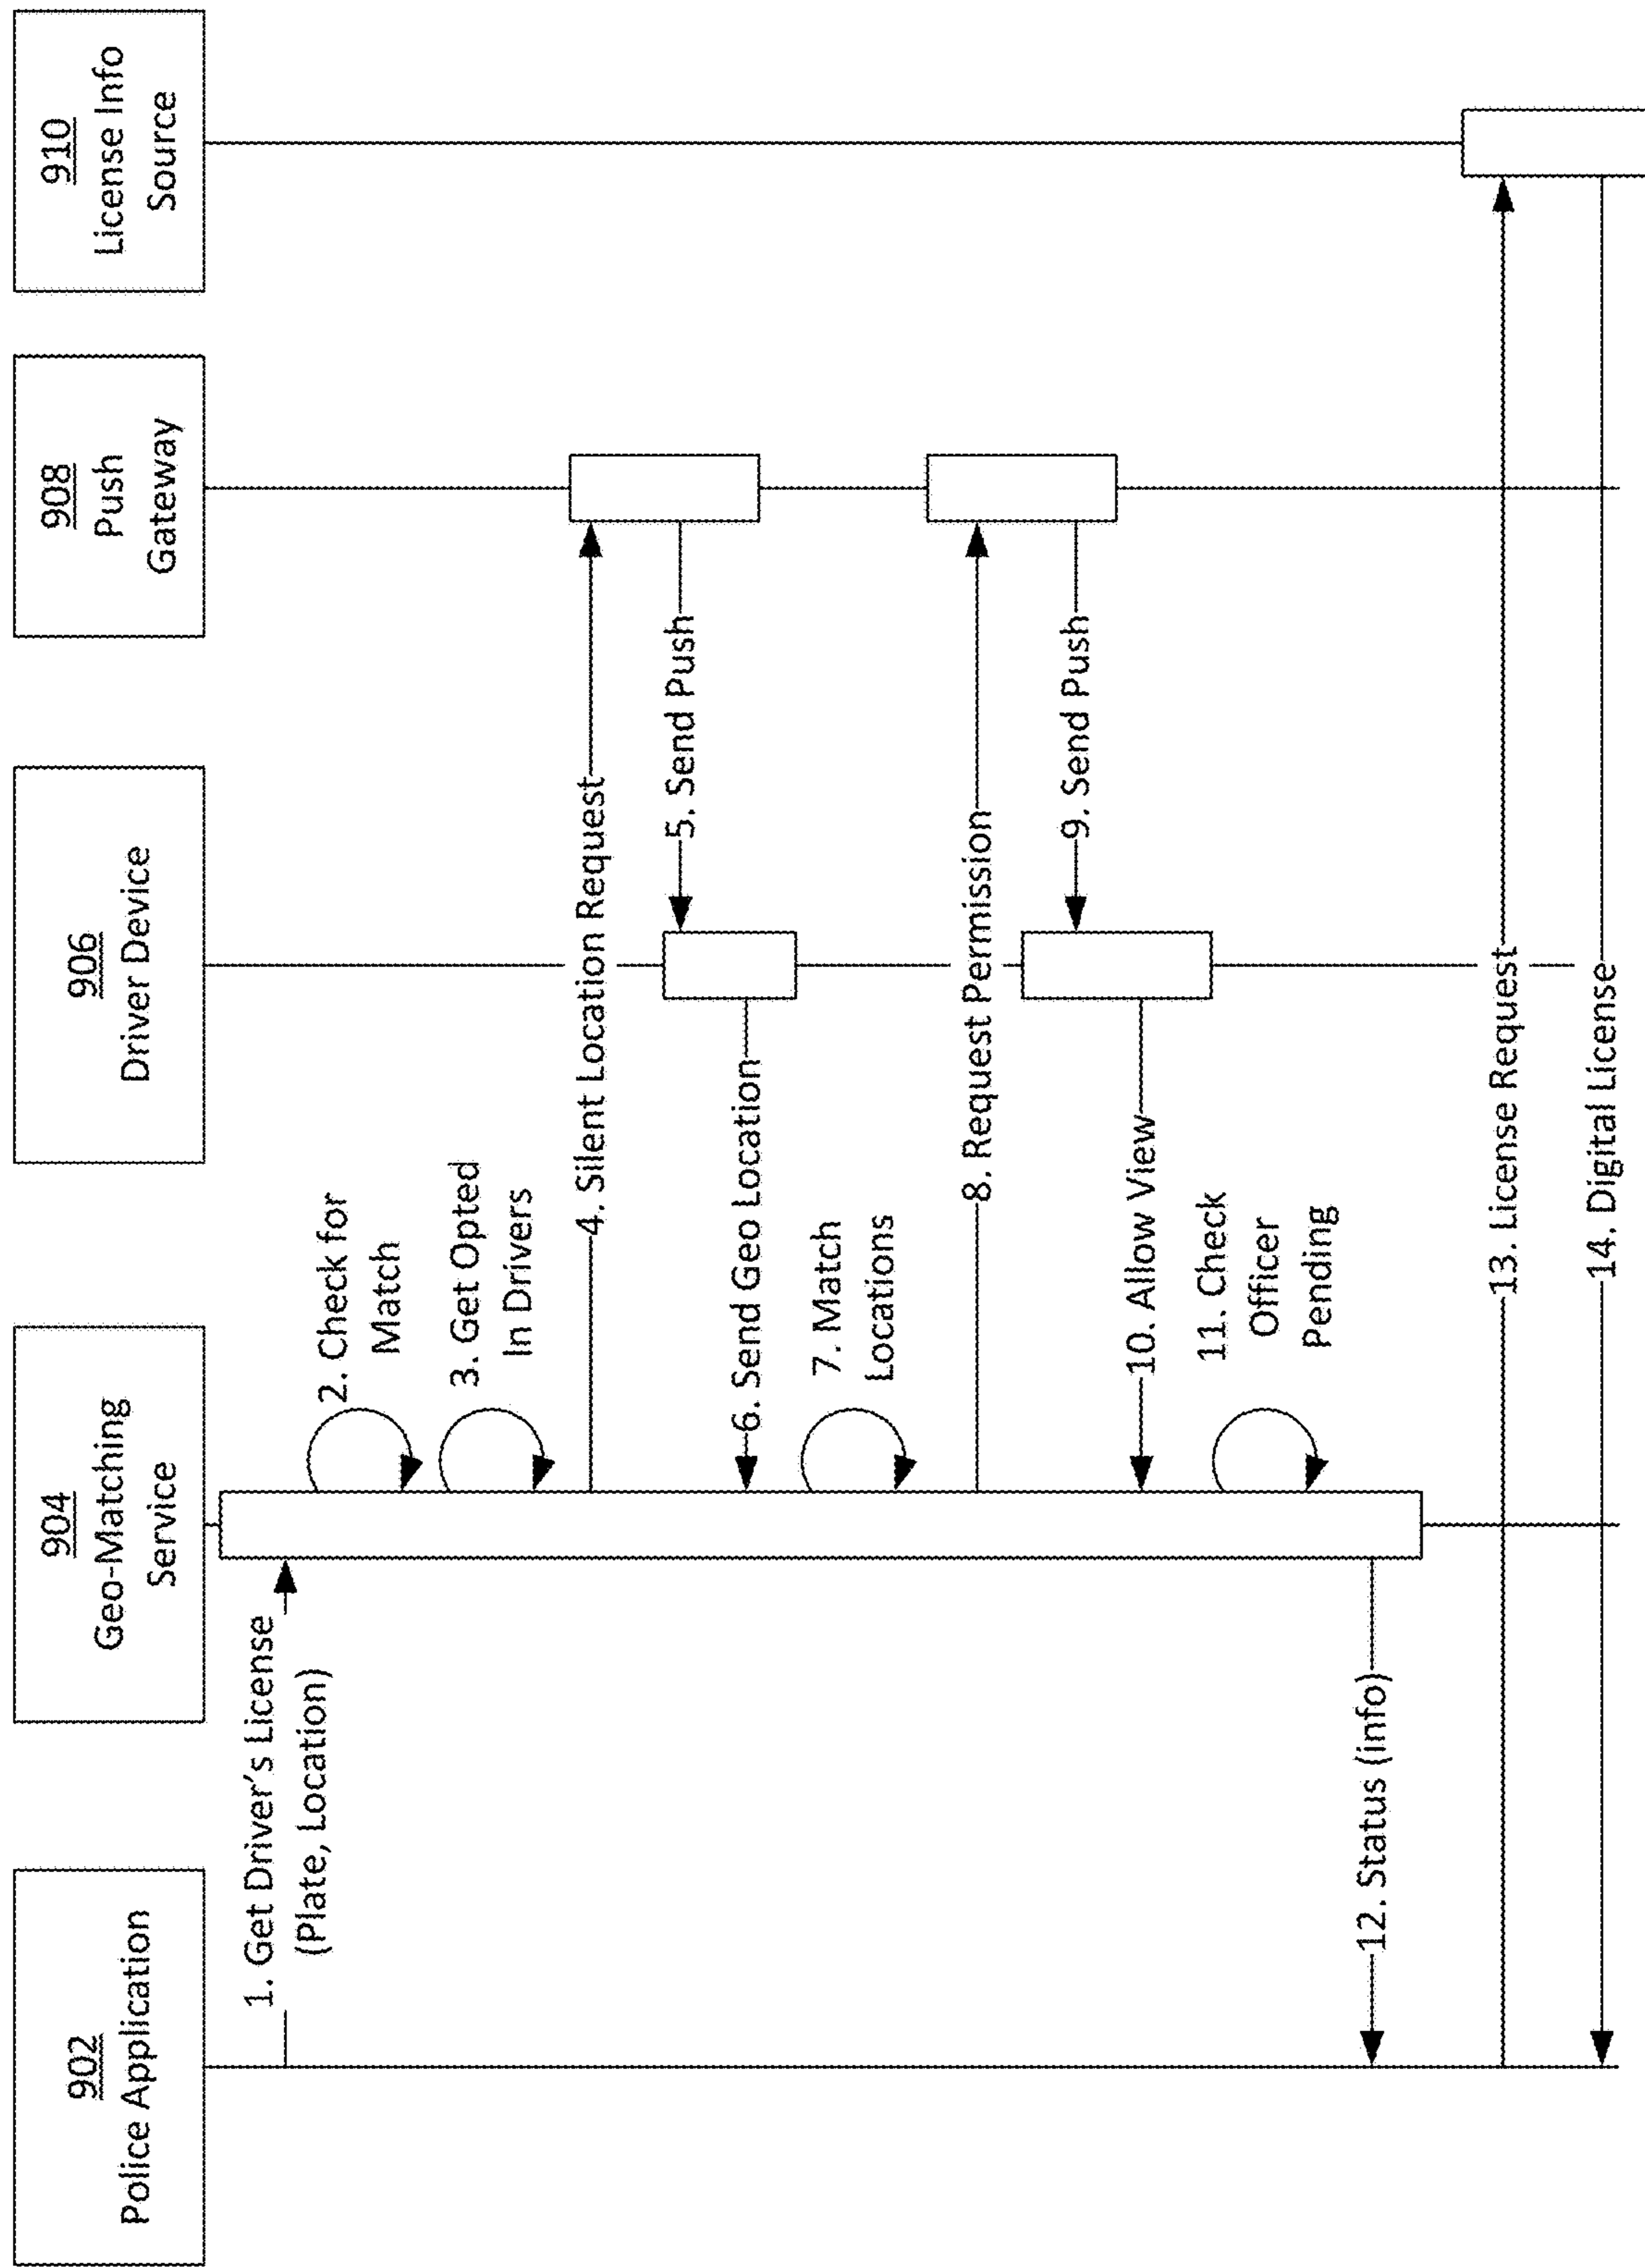 902
Police Application
904
Geo-Matching
Service
906
Driver Device
908
Push
Gateway
910
License Info
Source
1. Get Driver's License
(Plate, Location)
2. Check for
Match
3. Get Opted
In Drivers
4. Silent Location Request
5. Send Push
6. Send Geo Location
7. Match
Locations
8. Request Permission
9. Send Push
10. Allow View
11. Check
Officer
Pending
12. Status (info)
13. License Request
14. Digital License